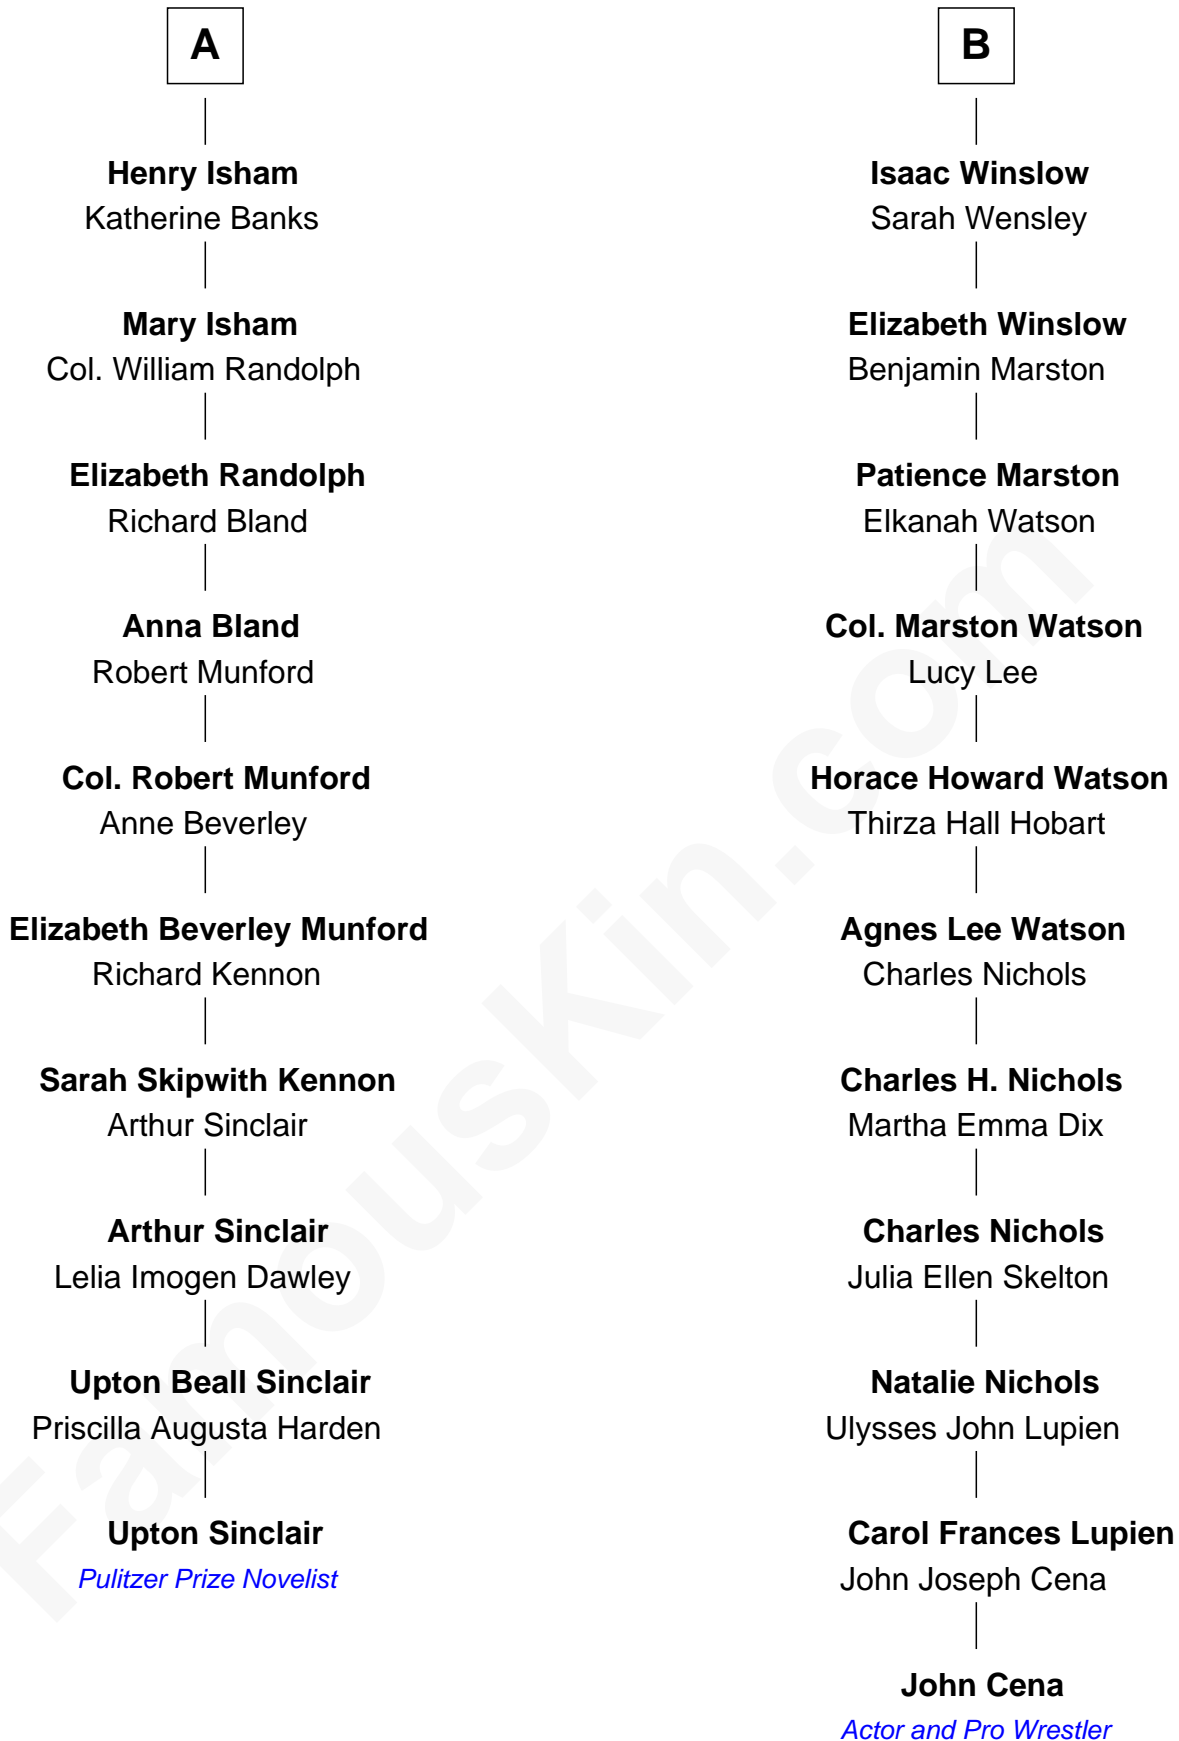 A
Henry Isham
Katherine Banks
Mary Isham
Col. William Randolph
Elizabeth Randolph
Richard Bland
Anna Bland
Robert Munford
Col. Robert Munford
Anne Beverley
Elizabeth Beverley Munford
Richard Kennon
Sarah Skipwith Kennon
Arthur Sinclair
Arthur Sinclair
Lelia Imogen Dawley
Upton Beall Sinclair
Priscilla Augusta Harden
Upton Sinclair
Pulitzer Prize Novelist
B
Isaac Winslow
Sarah Wensley
Elizabeth Winslow
Benjamin Marston
Patience Marston
Elkanah Watson
Col. Marston Watson
Lucy Lee
Horace Howard Watson
Thirza Hall Hobart
Agnes Lee Watson
Charles Nichols
Charles H. Nichols
Martha Emma Dix
Charles Nichols
Julia Ellen Skelton
Natalie Nichols
Ulysses John Lupien
Carol Frances Lupien
John Joseph Cena
John Cena
Actor and Pro Wrestler
FamousKin.com